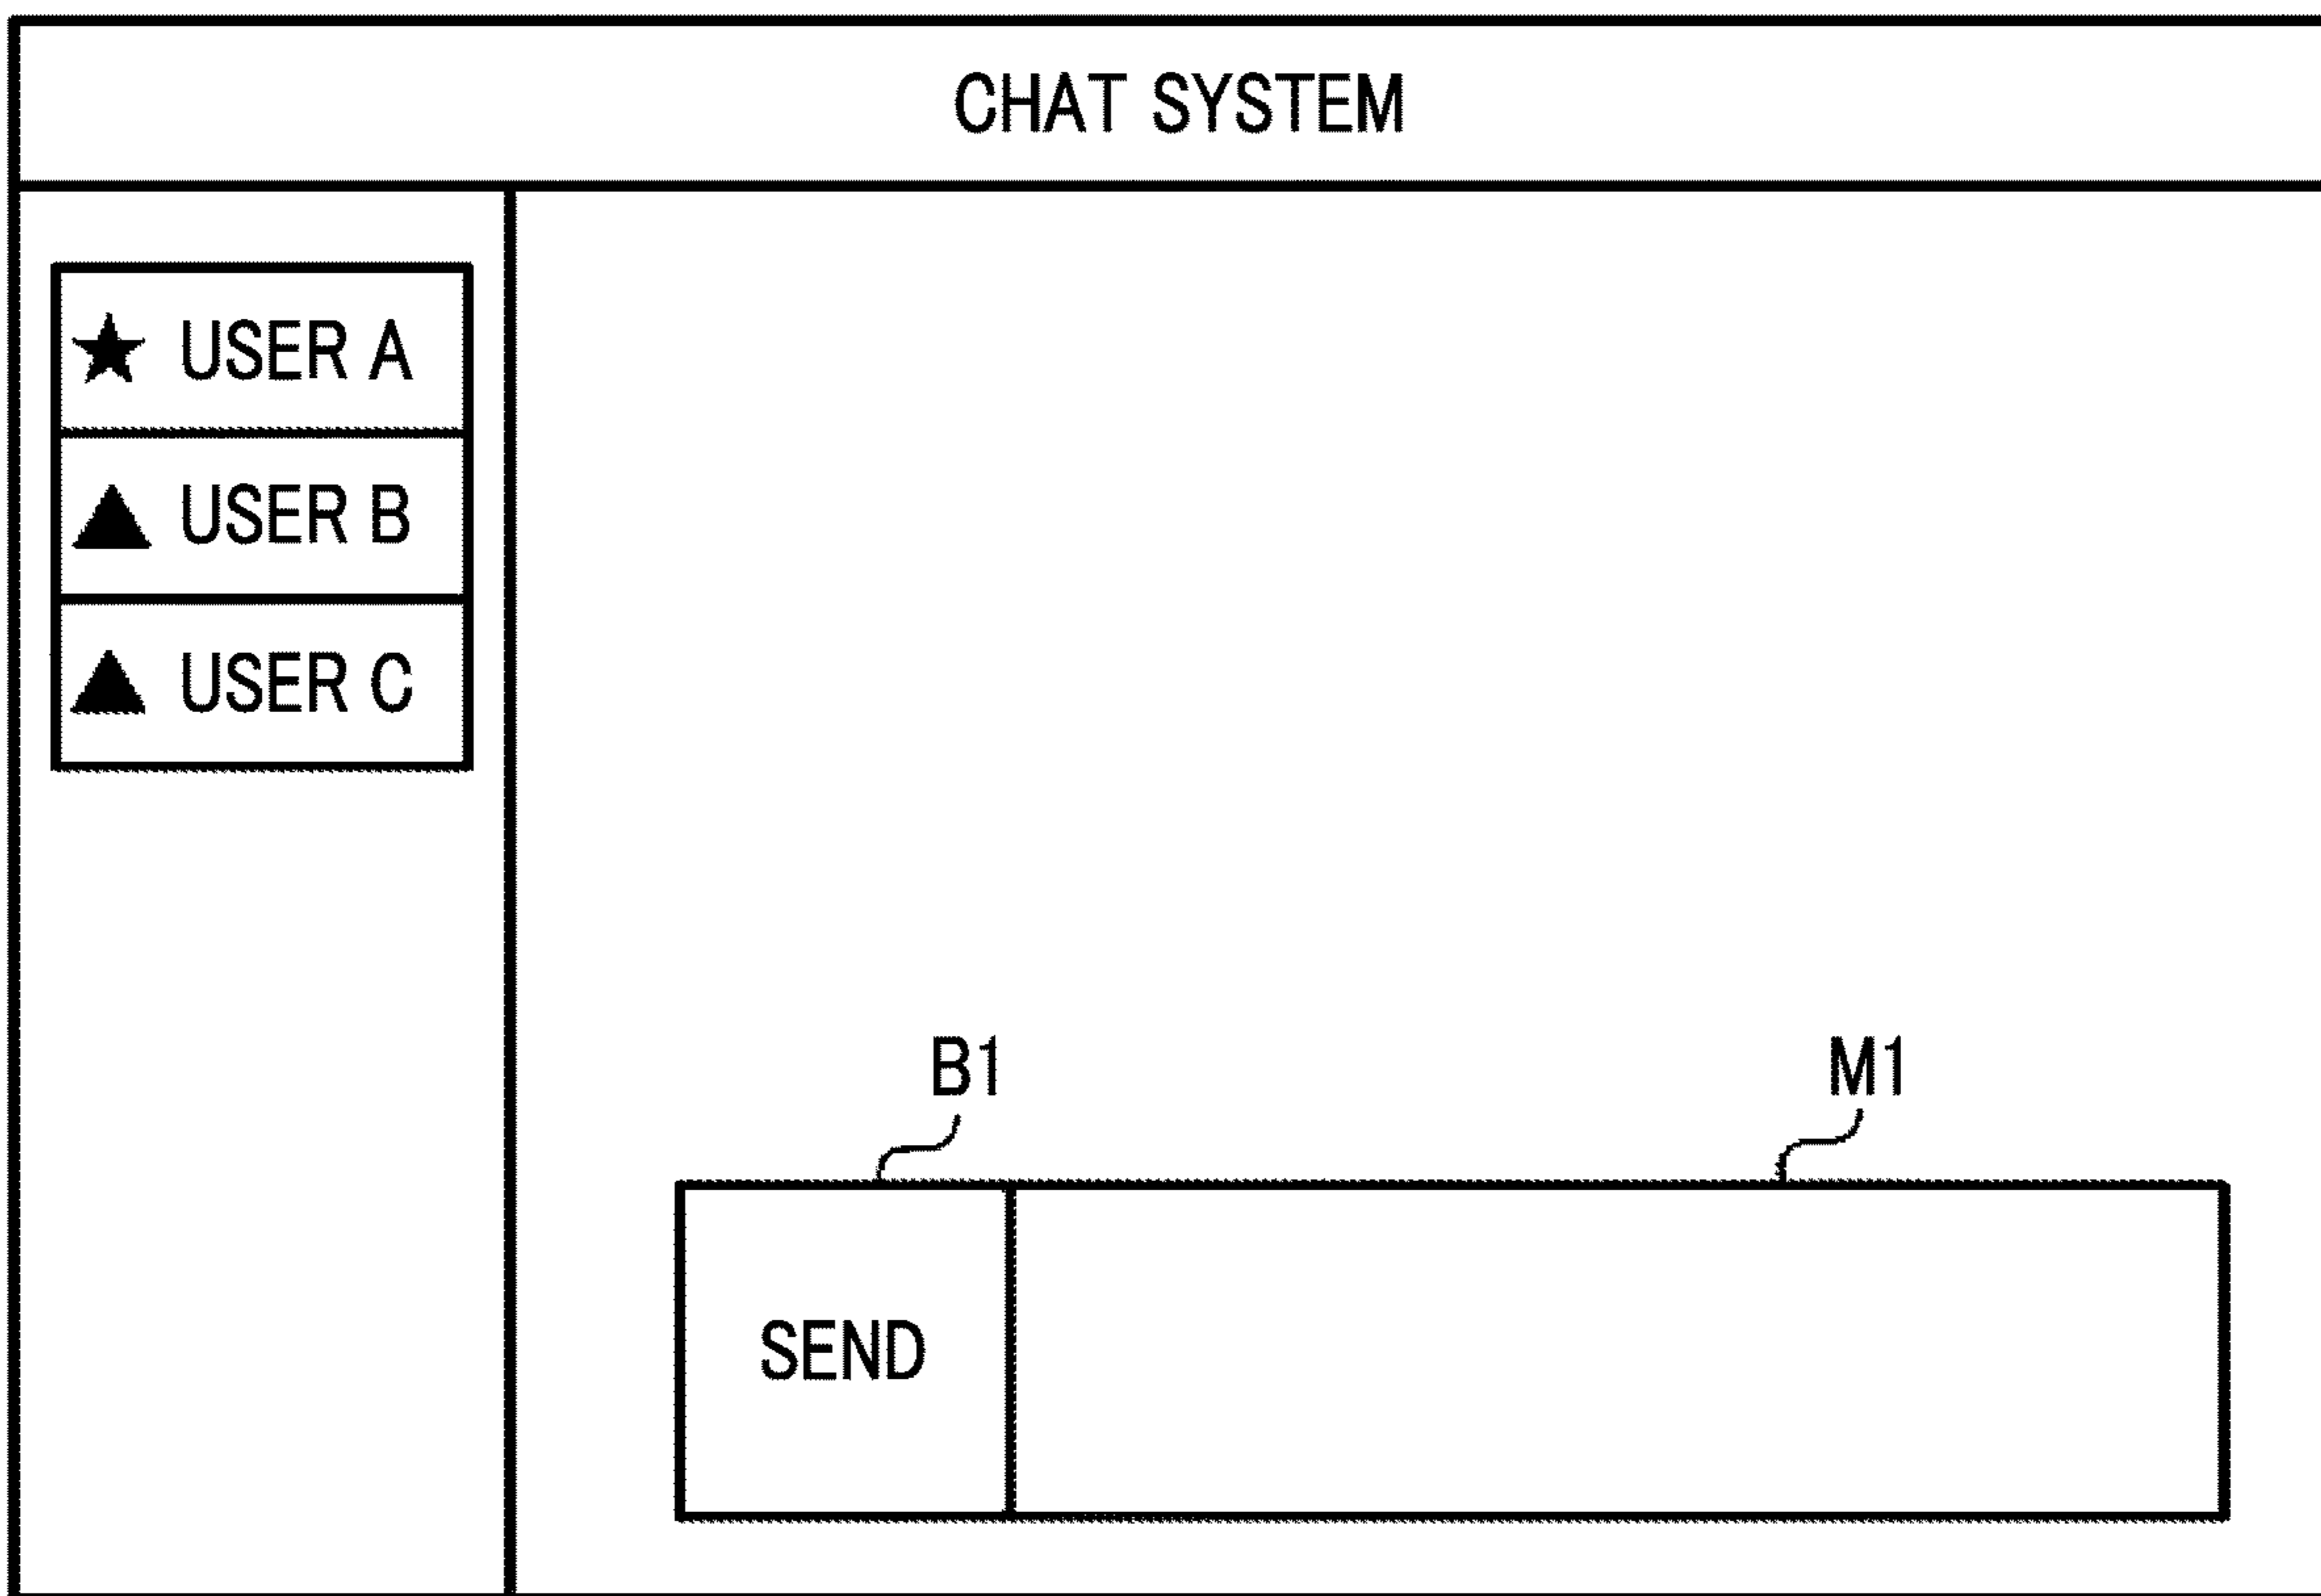 CHAT SYSTEM
USER A
USER B
USER C
B1
M1
SEND